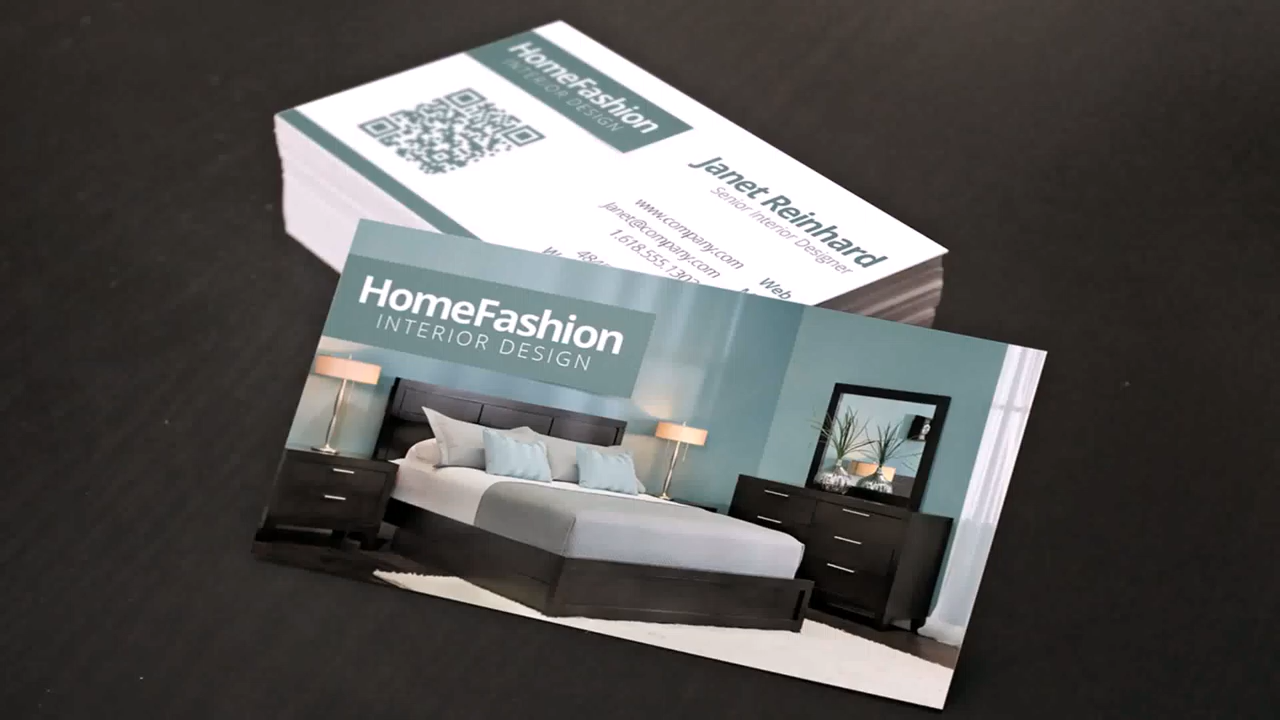 HomeFashion
INTERIOR DESIGN
Janet Reinhard
Senior Interior Designer
www.company.com
Janet@company.com
1.618.555.1302
Web
HomeFashion
INTERIOR DESIGN